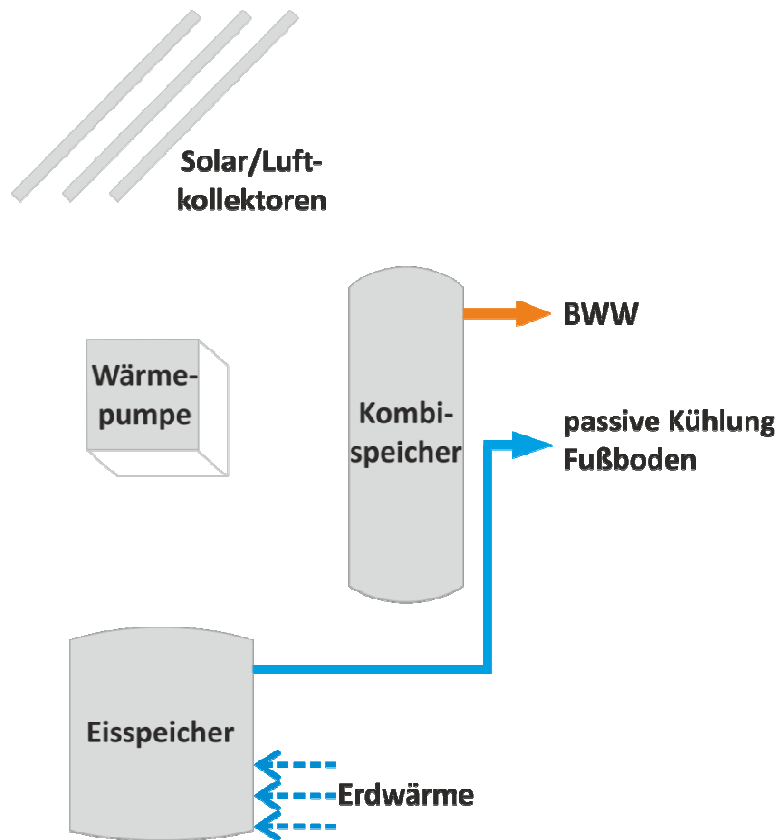 Solar/Luft-
kollektoren
BWW
Wärme-
pumpe
Kombi-
speicher
passive Kühlung
Fußboden
Eisspeicher
Erdwärme